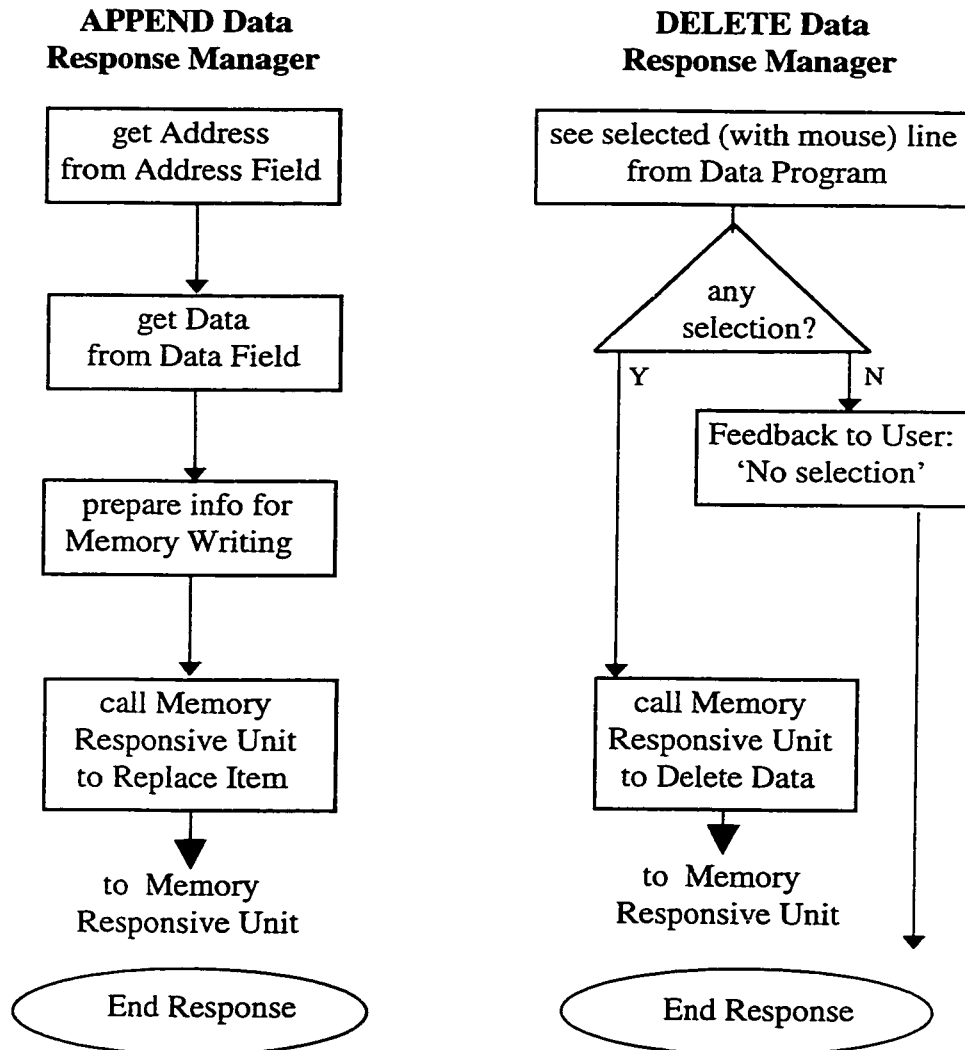 APPEND Data
Response Manager
get Address
from Address Field
get Data
from Data Field
prepare info for
Memory Writing
call Memory
Responsive Unit
to Replace Item
to Memory
Responsive Unit
End Response
DELETE Data
Response Manager
see selected (with mouse) line
from Data Program
any
selection?
Y
N
Feedback to User:
‘No selection’
call Memory
Responsive Unit
to Delete Data
to Memory
Responsive Unit
End Response